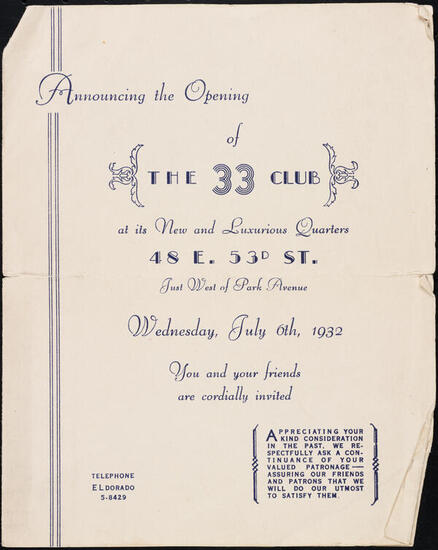 Announcing the Opening
of
THE 33 CLUB
at its New and Luxurious Quarters
48 E. 53D ST.
Just West of Park Avenue
Wednesday, July 6th, 1932
You and your friends
are cordially invited
APPRECIATING YOUR
KIND CONSIDERATION
IN THE PAST, WE RE-
SPECTFULLY ASK A CON-
TINUANCE OF YOUR
VALUED PATRONAGE—
ASSURING OUR FRIENDS
AND PATRONS THAT WE
WILL DO OUR UTMOST
TO SATISFY THEM.
TELEPHONE
ELDORADO
5-8429